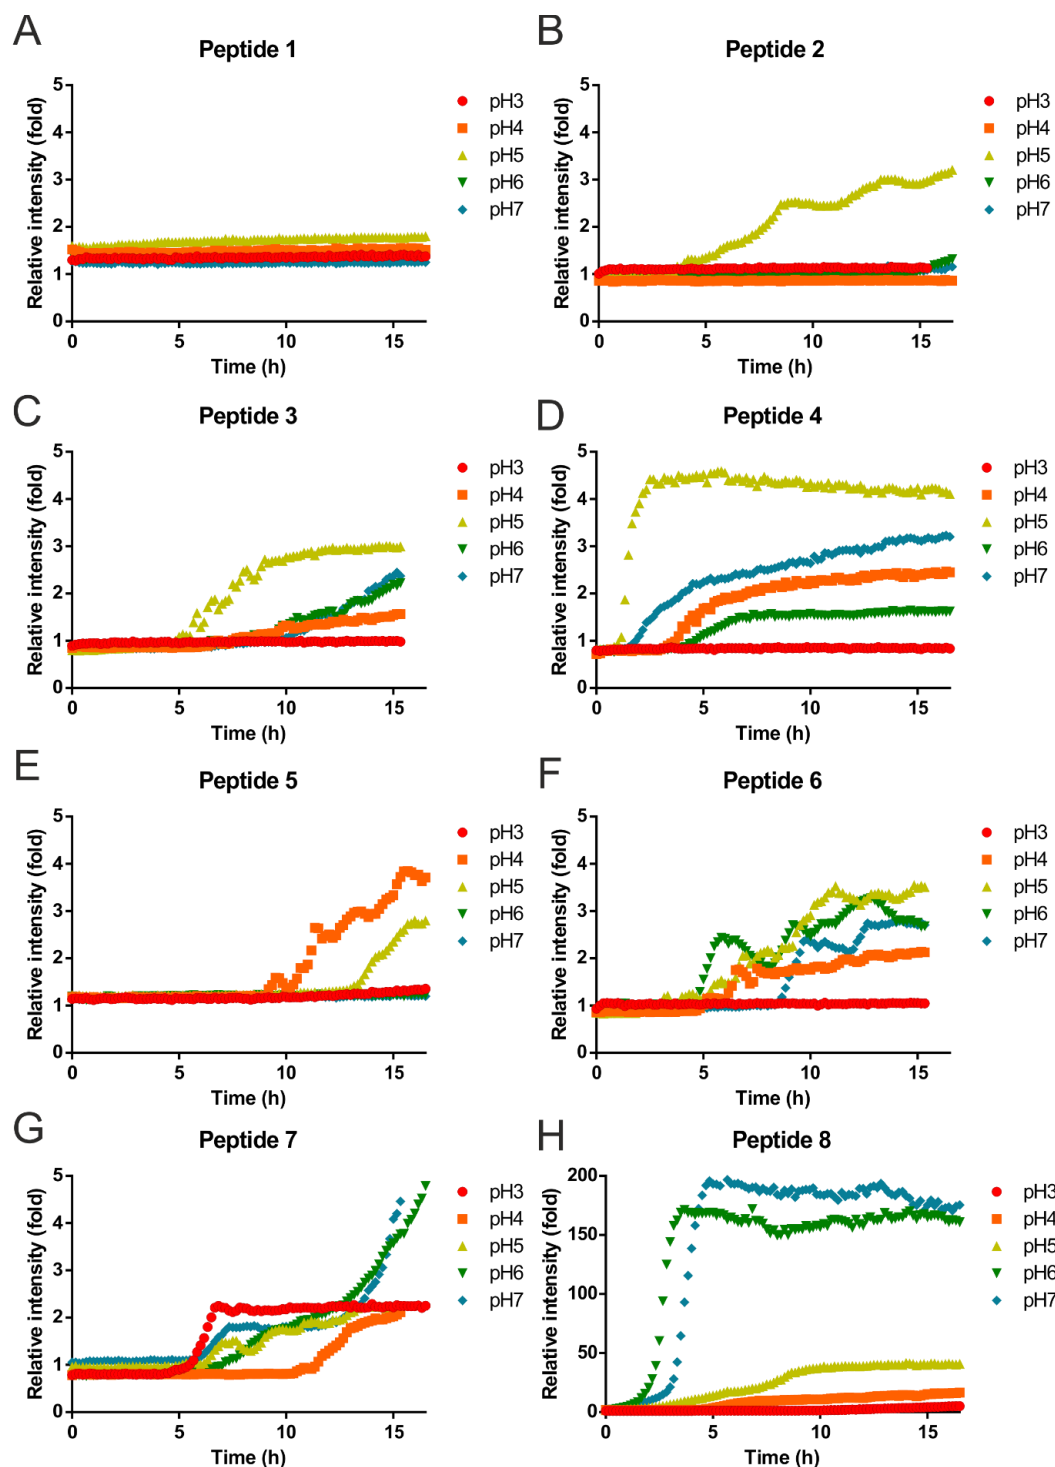 A
Peptide 1
Relative intensity (fold)
5
4
3
2
1
0
0 5 10 15
Time (h)
pH3
pH4
pH5
pH6
pH7
B
Peptide 2
Relative intensity (fold)
5
4
3
2
1
0
0 5 10 15
Time (h)
pH3
pH4
pH5
pH6
pH7
C
Peptide 3
Relative intensity (fold)
5
4
3
2
1
0
0 5 10 15
Time (h)
pH3
pH4
pH5
pH6
pH7
D
Peptide 4
Relative intensity (fold)
5
4
3
2
1
0
0 5 10 15
Time (h)
pH3
pH4
pH5
pH6
pH7
E
Peptide 5
Relative intensity (fold)
5
4
3
2
1
0
0 5 10 15
Time (h)
pH3
pH4
pH5
pH6
pH7
F
Peptide 6
Relative intensity (fold)
5
4
3
2
1
0
0 5 10 15
Time (h)
pH3
pH4
pH5
pH6
pH7
G
Peptide 7
Relative intensity (fold)
5
4
3
2
1
0
0 5 10 15
Time (h)
pH3
pH4
pH5
pH6
pH7
H
Peptide 8
Relative intensity (fold)
200
150
100
50
0
0 5 10 15
Time (h)
pH3
pH4
pH5
pH6
pH7